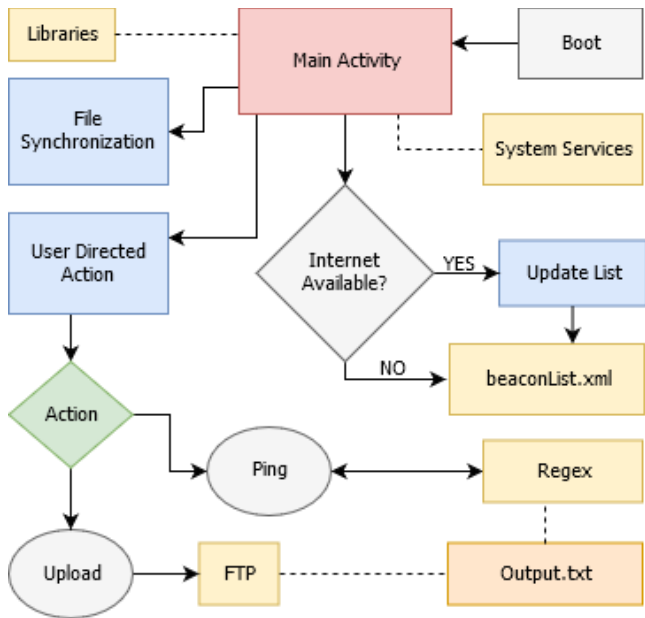 Libraries
Main Activity
Boot
File
Synchronization
System Services
User Directed
Action
Internet
Available?
YES
Update List
NO
beaconList.xml
Action
Ping
Regex
Upload
FTP
Output.txt